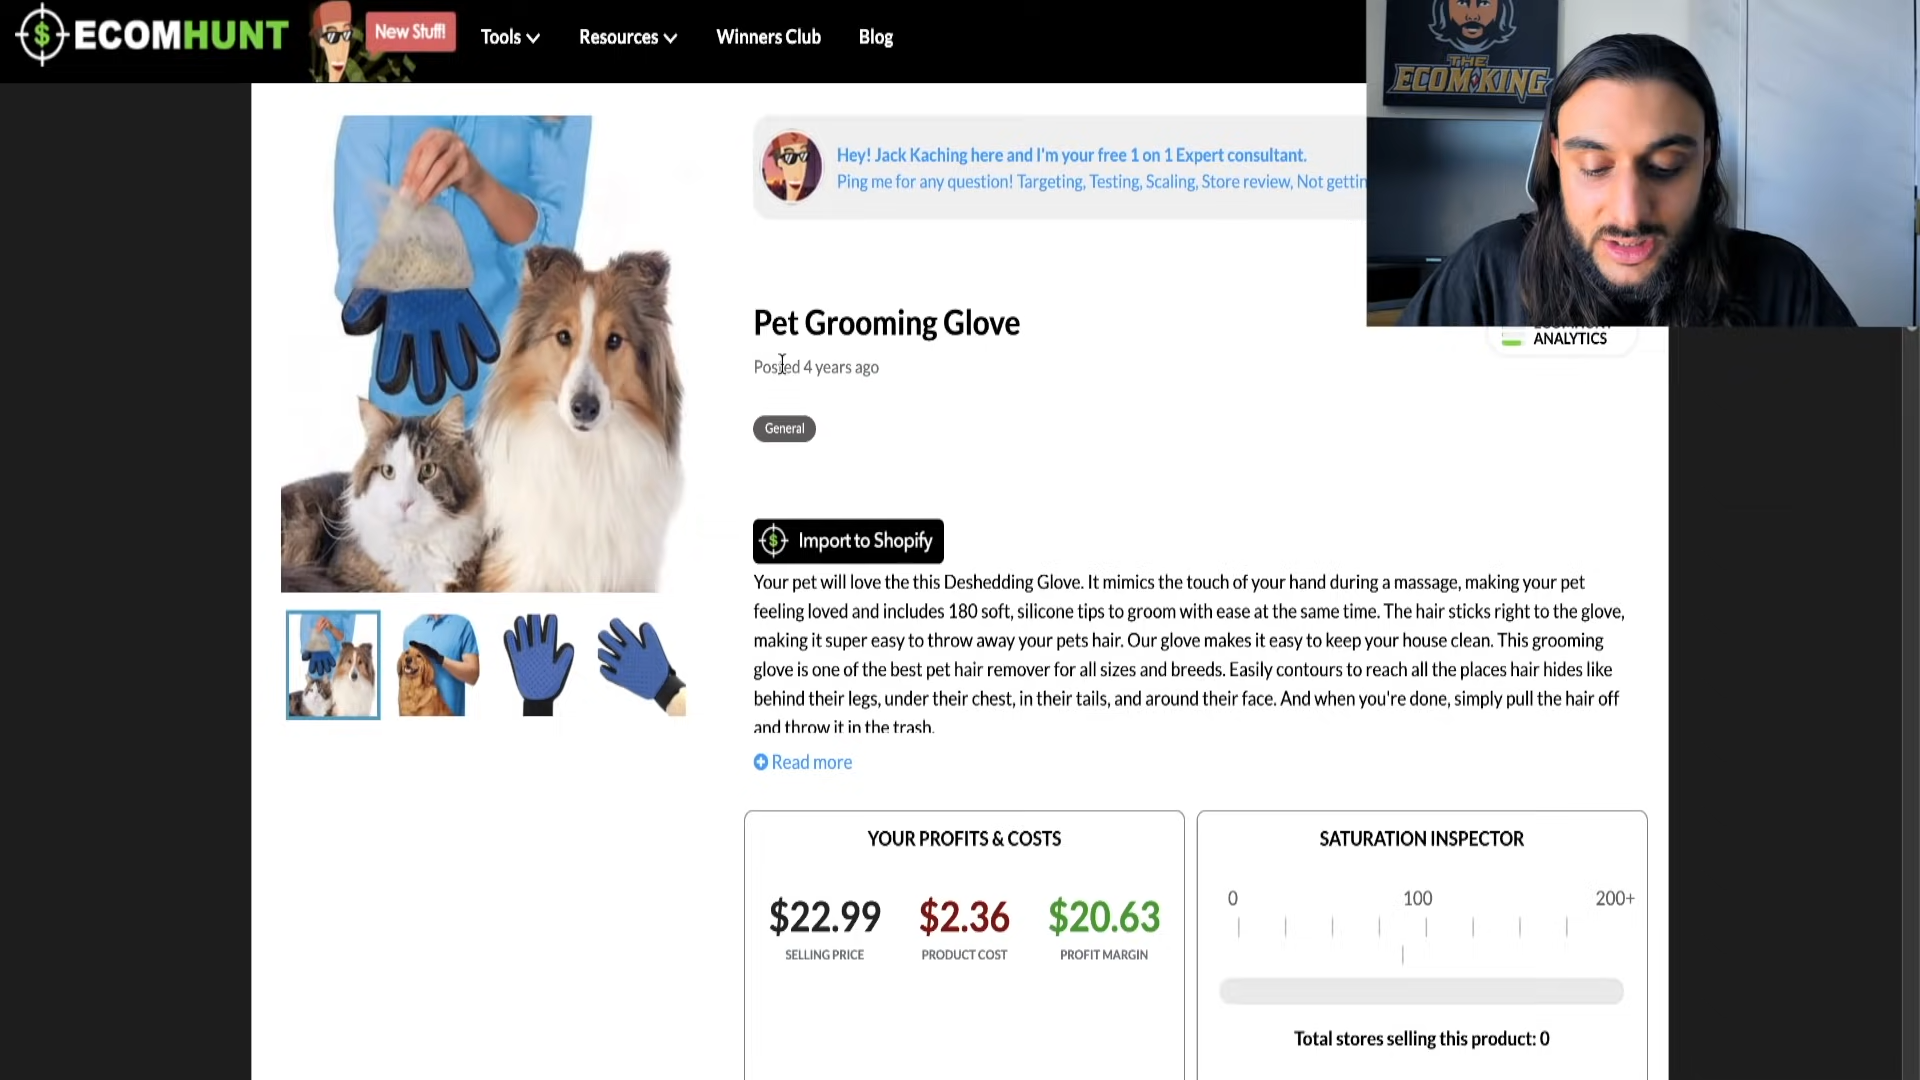 ECOMHUNT
New Stuff!
Tools
Resources
Winners Club
Blog
THE
ECOM KING
Hey! Jack Kaching here and I'm your free 1 on 1 Expert consultant.
Ping me for any question! Targeting, Testing, Scaling, Store review, Not gettin
Pet Grooming Glove
ANALYTICS
Posted 4 years ago
General
Import to Shopify
Your pet will love the this Deshedding Glove. It mimics the touch of your hand during a massage, making your pet
feeling loved and includes 180 soft, silicone tips to groom with ease at the same time. The hair sticks right to the glove,
making it super easy to throw away your pets hair. Our glove makes it easy to keep your house clean. This grooming
glove is one of the best pet hair remover for all sizes and breeds. Easily contours to reach all the places hair hides like
behind their legs, under their chest, in their tails, and around their face. And when you're done, simply pull the hair off
and throw it in the trash.
Read more
YOUR PROFITS & COSTS
$22.99 $2.36 $20.63
SELLING PRICE PRODUCT COST PROFIT MARGIN
SATURATION INSPECTOR
0 100 200+
Total stores selling this product: 0